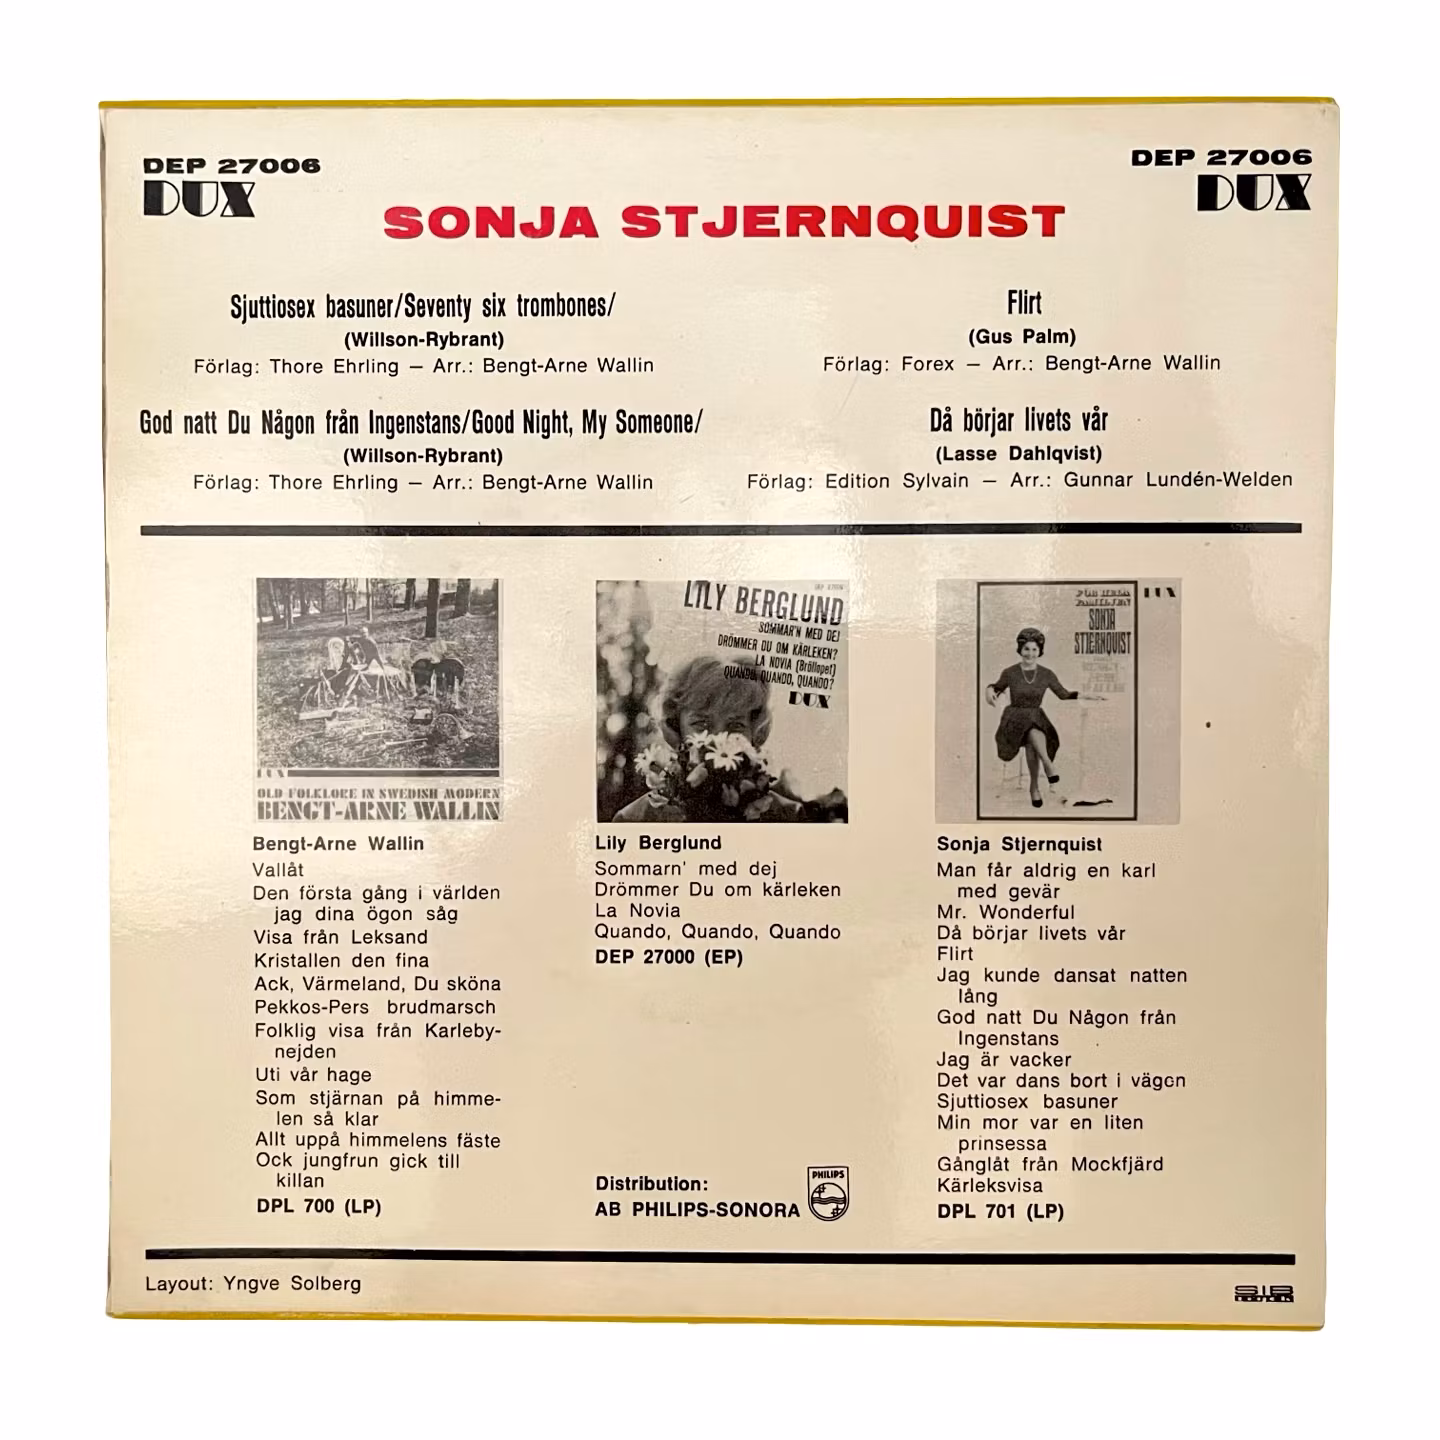 DEP 27006
DUX
DEP 27006
DUX
SONJA STJERNQUIST
Sjuttiosex basuner/Seventy six trombones/
(Willson-Rybrant)
Förlag: Thore Ehrling – Arr.: Bengt-Arne Wallin
God natt Du Någon från Ingenstans/Good Night, My Someone/
(Willson-Rybrant)
Förlag: Thore Ehrling – Arr.: Bengt-Arne Wallin
Flirt
(Gus Palm)
Förlag: Forex – Arr.: Bengt-Arne Wallin
Då börjar livets vår
(Lasse Dahlqvist)
Förlag: Edition Sylvain – Arr.: Gunnar Lundén-Welden
DUX
OLD FOLKLORE IN SWEDISH MODERN
BENGT-ARNE WALLIN
Bengt-Arne Wallin
Vallåt
Den första gång i världen
jag dina ögon såg
Visa från Leksand
Kristallen den fina
Ack, Värmeland, Du sköna
Pekkos-Pers brudmarsch
Folklig visa från Karleby-
nejden
Uti vår hage
Som stjärnan på himme-
len så klar
Allt uppå himmelens fäste
Ock jungfrun gick till
killan
DPL 700 (LP)
LILY BERGLUND
SOMMAR'N MED DEJ
DRÖMMER DU OM KÄRLEKEN?
LA NOVIA (Bröllopet)
QUANDO, QUANDO, QUANDO?
DUX
Lily Berglund
Sommarn' med dej
Drömmer Du om kärleken
La Novia
Quando, Quando, Quando
DEP 27000 (EP)
Distribution:
AB PHILIPS-SONORA
PHILIPS
FÖR HELA
FAMILJEN
DUX
SONJA
STJERNQUIST
BENGT-
ARNE
WALLIN
Sonja Stjernquist
Man får aldrig en karl
med gevär
Mr. Wonderful
Då börjar livets vår
Flirt
Jag kunde dansat natten
lång
God natt Du Någon från
Ingenstans
Jag är vacker
Det var dans bort i vägen
Sjuttiosex basuner
Min mor var en liten
prinsessa
Gånglåt från Mockfjärd
Kärleksvisa
DPL 701 (LP)
Layout: Yngve Solberg
SIB